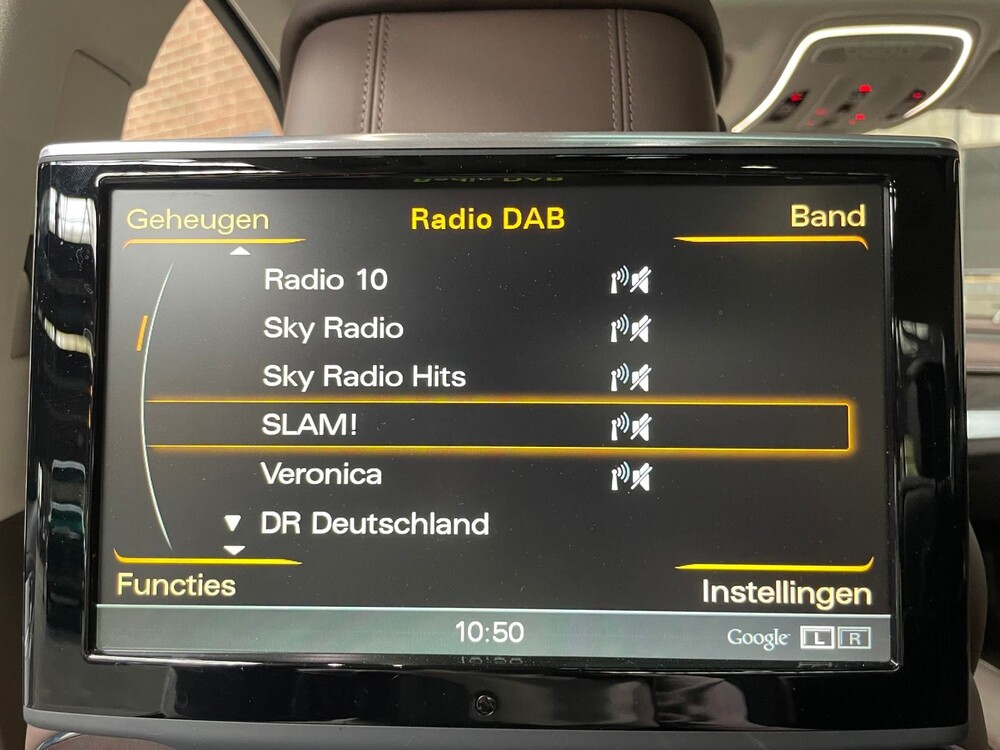 Geheugen Radio DAB Band
Radio 10
Sky Radio
Sky Radio Hits
SLAM!
Veronica
DR Deutschland
Functies Instellingen
10:50 Google L R